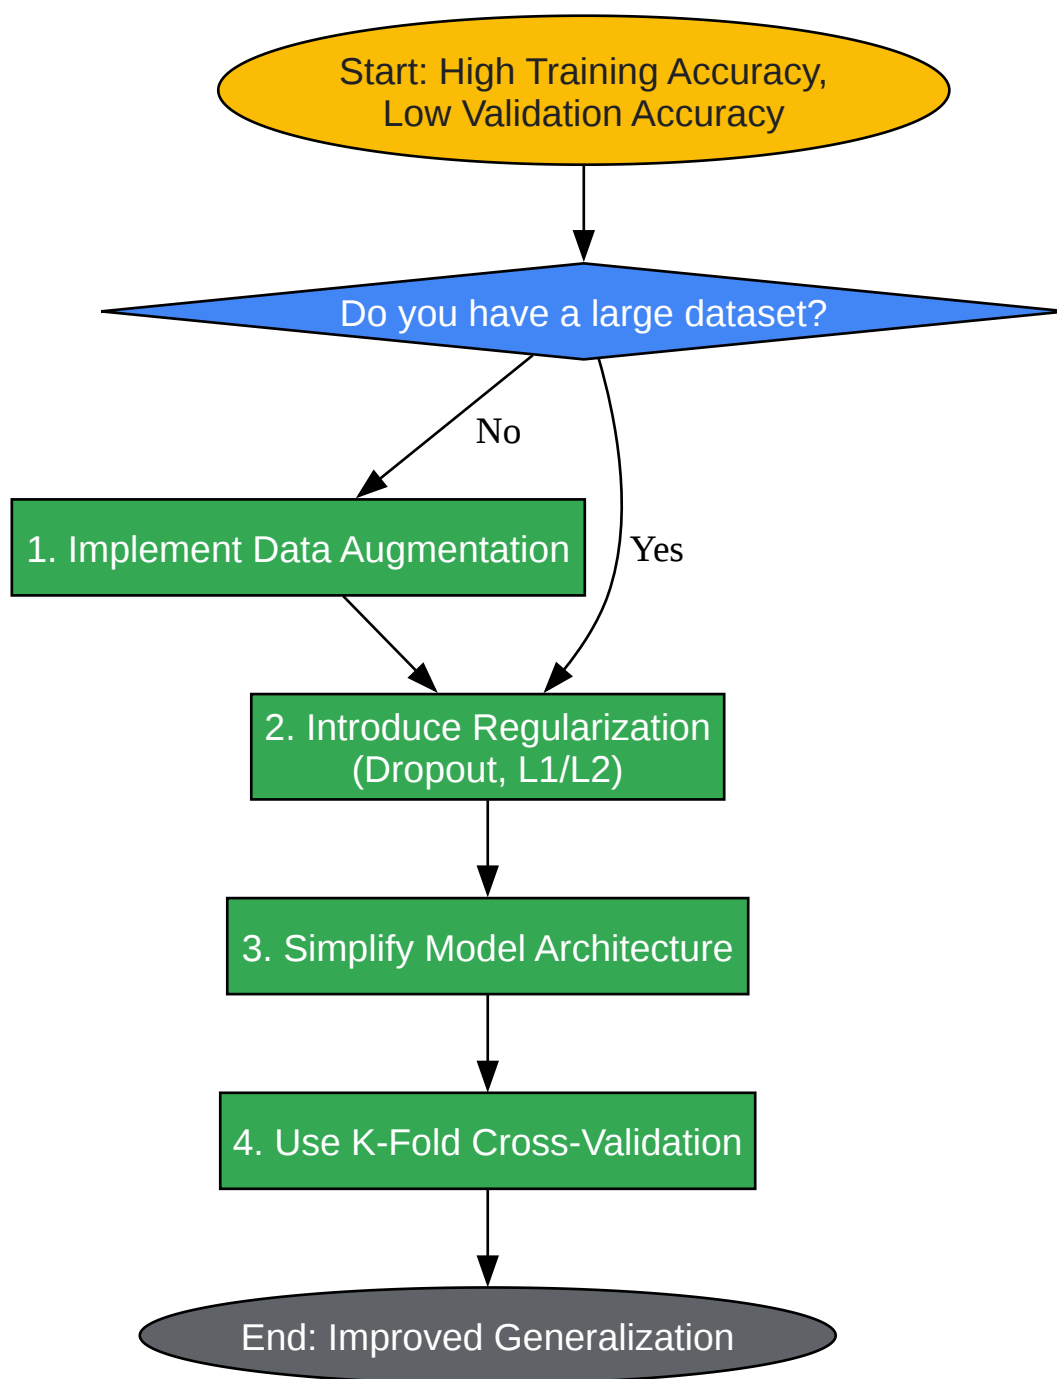 Start: High Training Accuracy,
Low Validation Accuracy
Do you have a large dataset?
No
1. Implement Data Augmentation
Yes
2. Introduce Regularization
(Dropout, L1/L2)
3. Simplify Model Architecture
4. Use K-Fold Cross-Validation
End: Improved Generalization